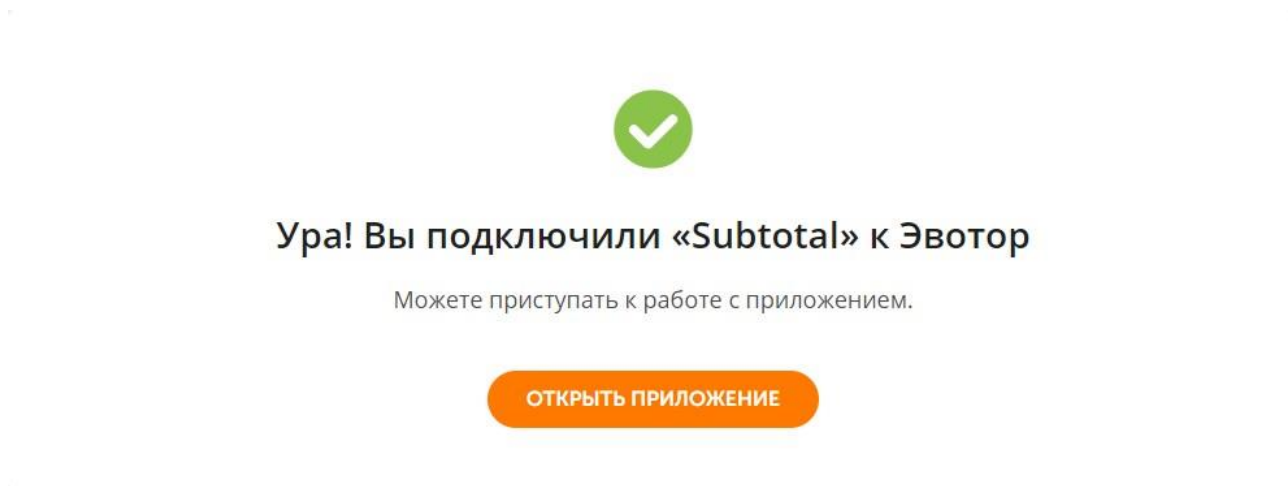 Ура! Вы подключили «Subtotal» к Эвотор
Можете приступать к работе с приложением.
ОТКРЫТЬ ПРИЛОЖЕНИЕ